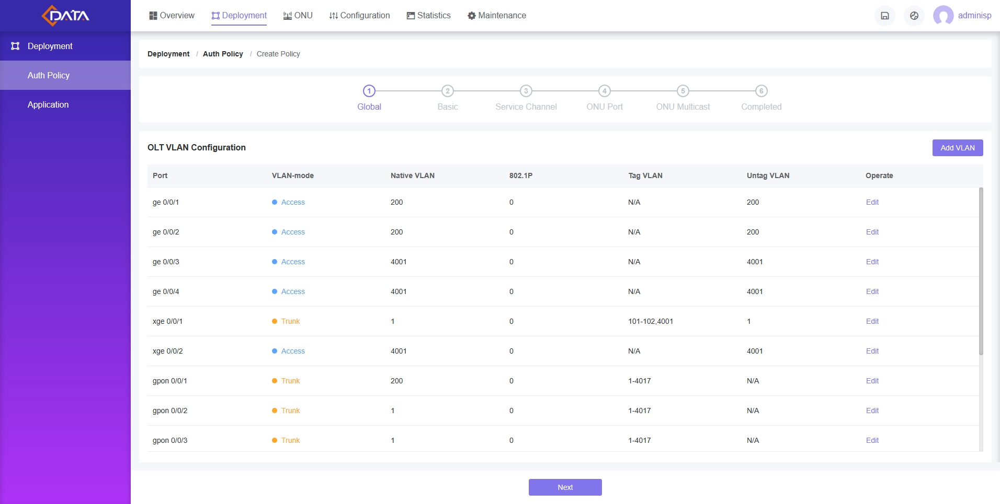 DATA
Overview Deployment ONU Configuration Statistics Maintenance adminisp
Deployment
Auth Policy
Application
Deployment / Auth Policy / Create Policy
1 2 3 4 5 6
Global Basic Service Channel ONU Port ONU Multicast Completed
OLT VLAN Configuration Add VLAN
Port VLAN-mode Native VLAN 802.1P Tag VLAN Untag VLAN Operate
ge 0/0/1 Access 200 0 N/A 200 Edit
ge 0/0/2 Access 200 0 N/A 200 Edit
ge 0/0/3 Access 4001 0 N/A 4001 Edit
ge 0/0/4 Access 4001 0 N/A 4001 Edit
xge 0/0/1 Trunk 1 0 101-102,4001 1 Edit
xge 0/0/2 Access 4001 0 N/A 4001 Edit
gpon 0/0/1 Trunk 200 0 1-4017 N/A Edit
gpon 0/0/2 Trunk 1 0 1-4017 N/A Edit
gpon 0/0/3 Trunk 1 0 1-4017 N/A Edit
Next